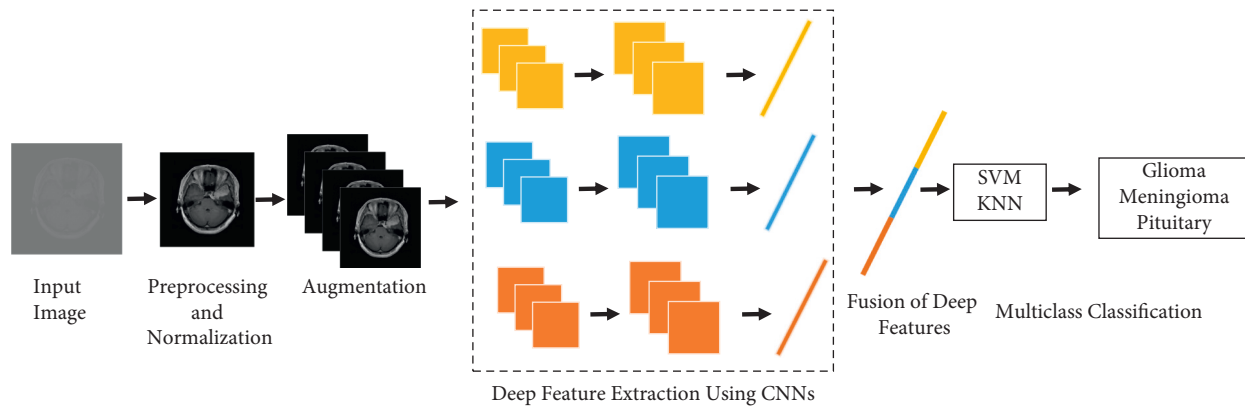 Input
Image
Preprocessing
and
Normalization
Augmentation
Deep Feature Extraction Using CNNs
Fusion of Deep
Features
SVM
KNN
Multiclass Classification
Glioma
Meningioma
Pituitary